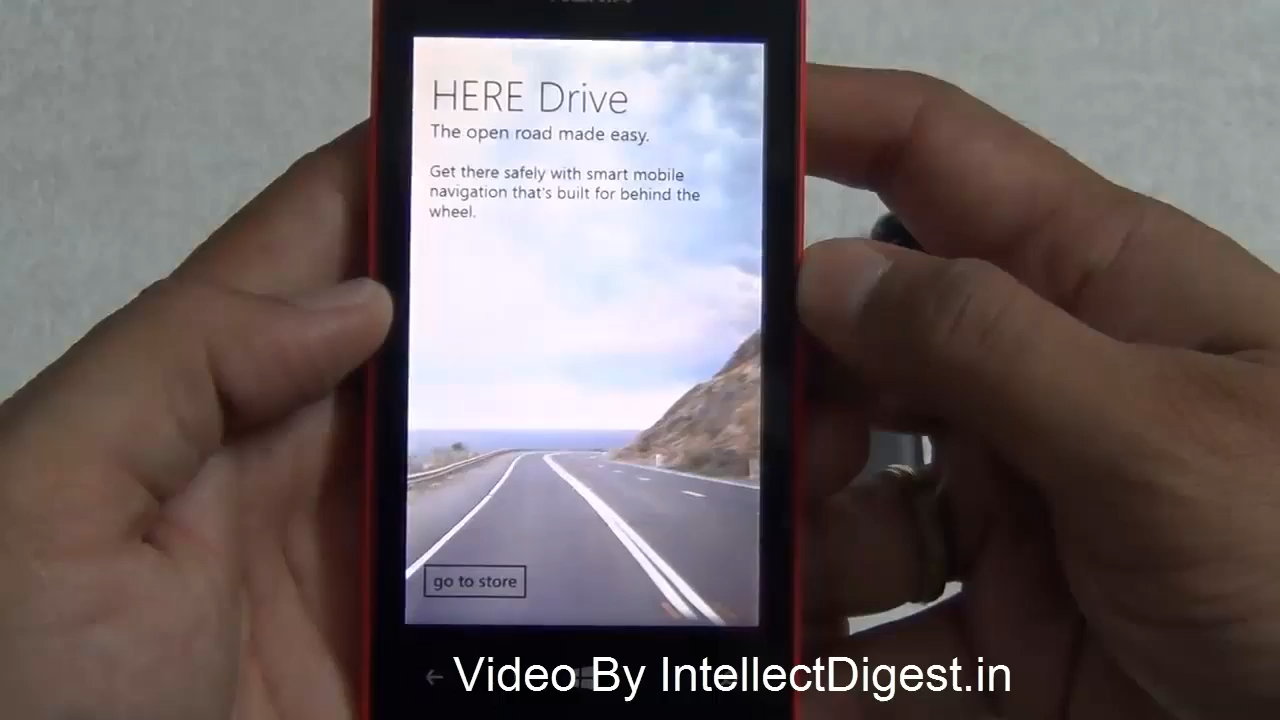 NOKIA
HERE Drive
The open road made easy.
Get there safely with smart mobile
navigation that's built for behind the
wheel.
go to store
Video By IntellectDigest.in